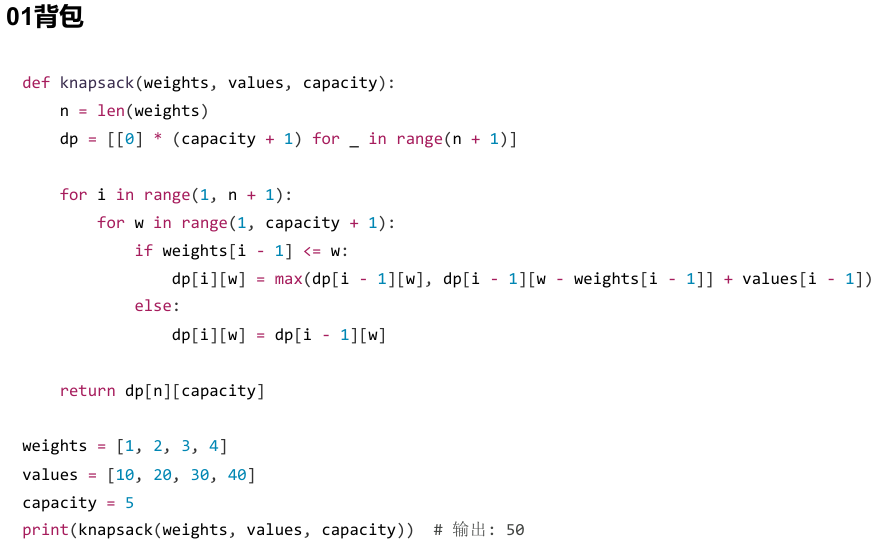 01背包
def knapsack(weights, values, capacity):
    n = len(weights)
    dp = [[0] * (capacity + 1) for _ in range(n + 1)]
    for i in range(1, n + 1):
        for w in range(1, capacity + 1):
            if weights[i - 1] <= w:
                dp[i][w] = max(dp[i - 1][w], dp[i - 1][w - weights[i - 1]] + values[i - 1])
            else:
                dp[i][w] = dp[i - 1][w]
    return dp[n][capacity]
weights = [1, 2, 3, 4]
values = [10, 20, 30, 40]
capacity = 5
print(knapsack(weights, values, capacity))  # 输出: 50